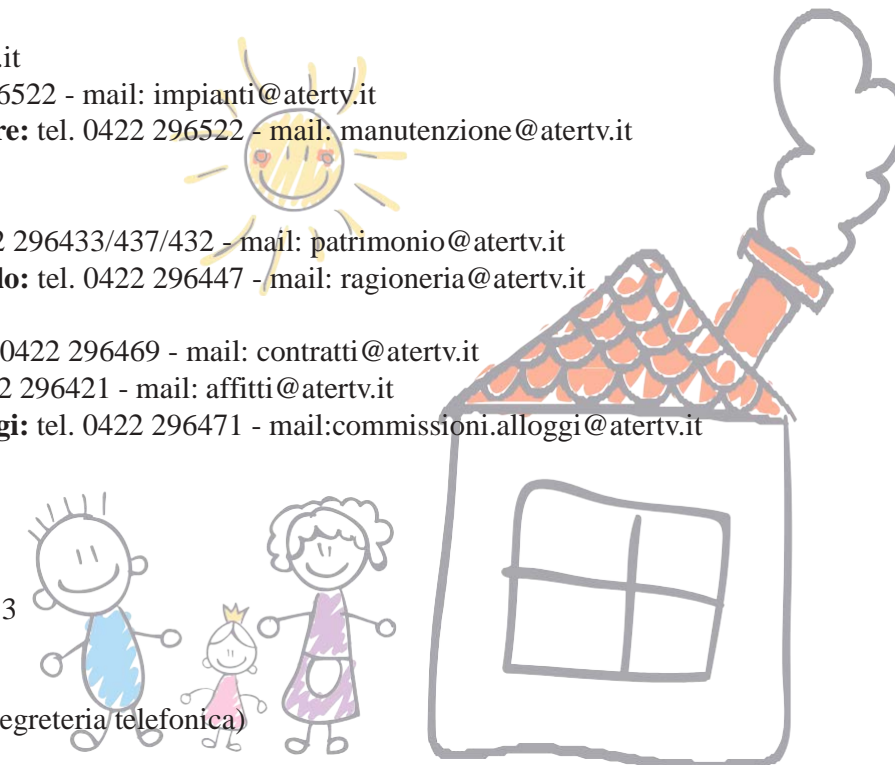 .it
6522 - mail: impianti@atertv.it
re: tel. 0422 296522 - mail: manutenzione@atertv.it
2 296433/437/432 - mail: patrimonio@atertv.it
lo: tel. 0422 296447 - mail: ragioneria@atertv.it
0422 296469 - mail: contratti@atertv.it
2 296421 - mail: affitti@atertv.it
gi: tel. 0422 296471 - mail:commissioni.alloggi@atertv.it
3
egreteria telefonica)